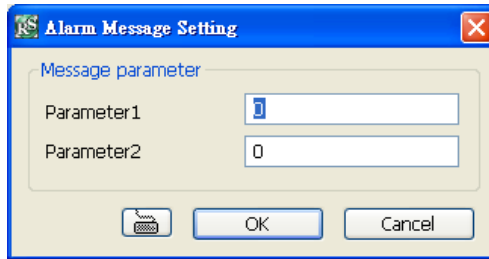 RS Alarm Message Setting
Message parameter
Parameter1 0
Parameter2 0
OK Cancel